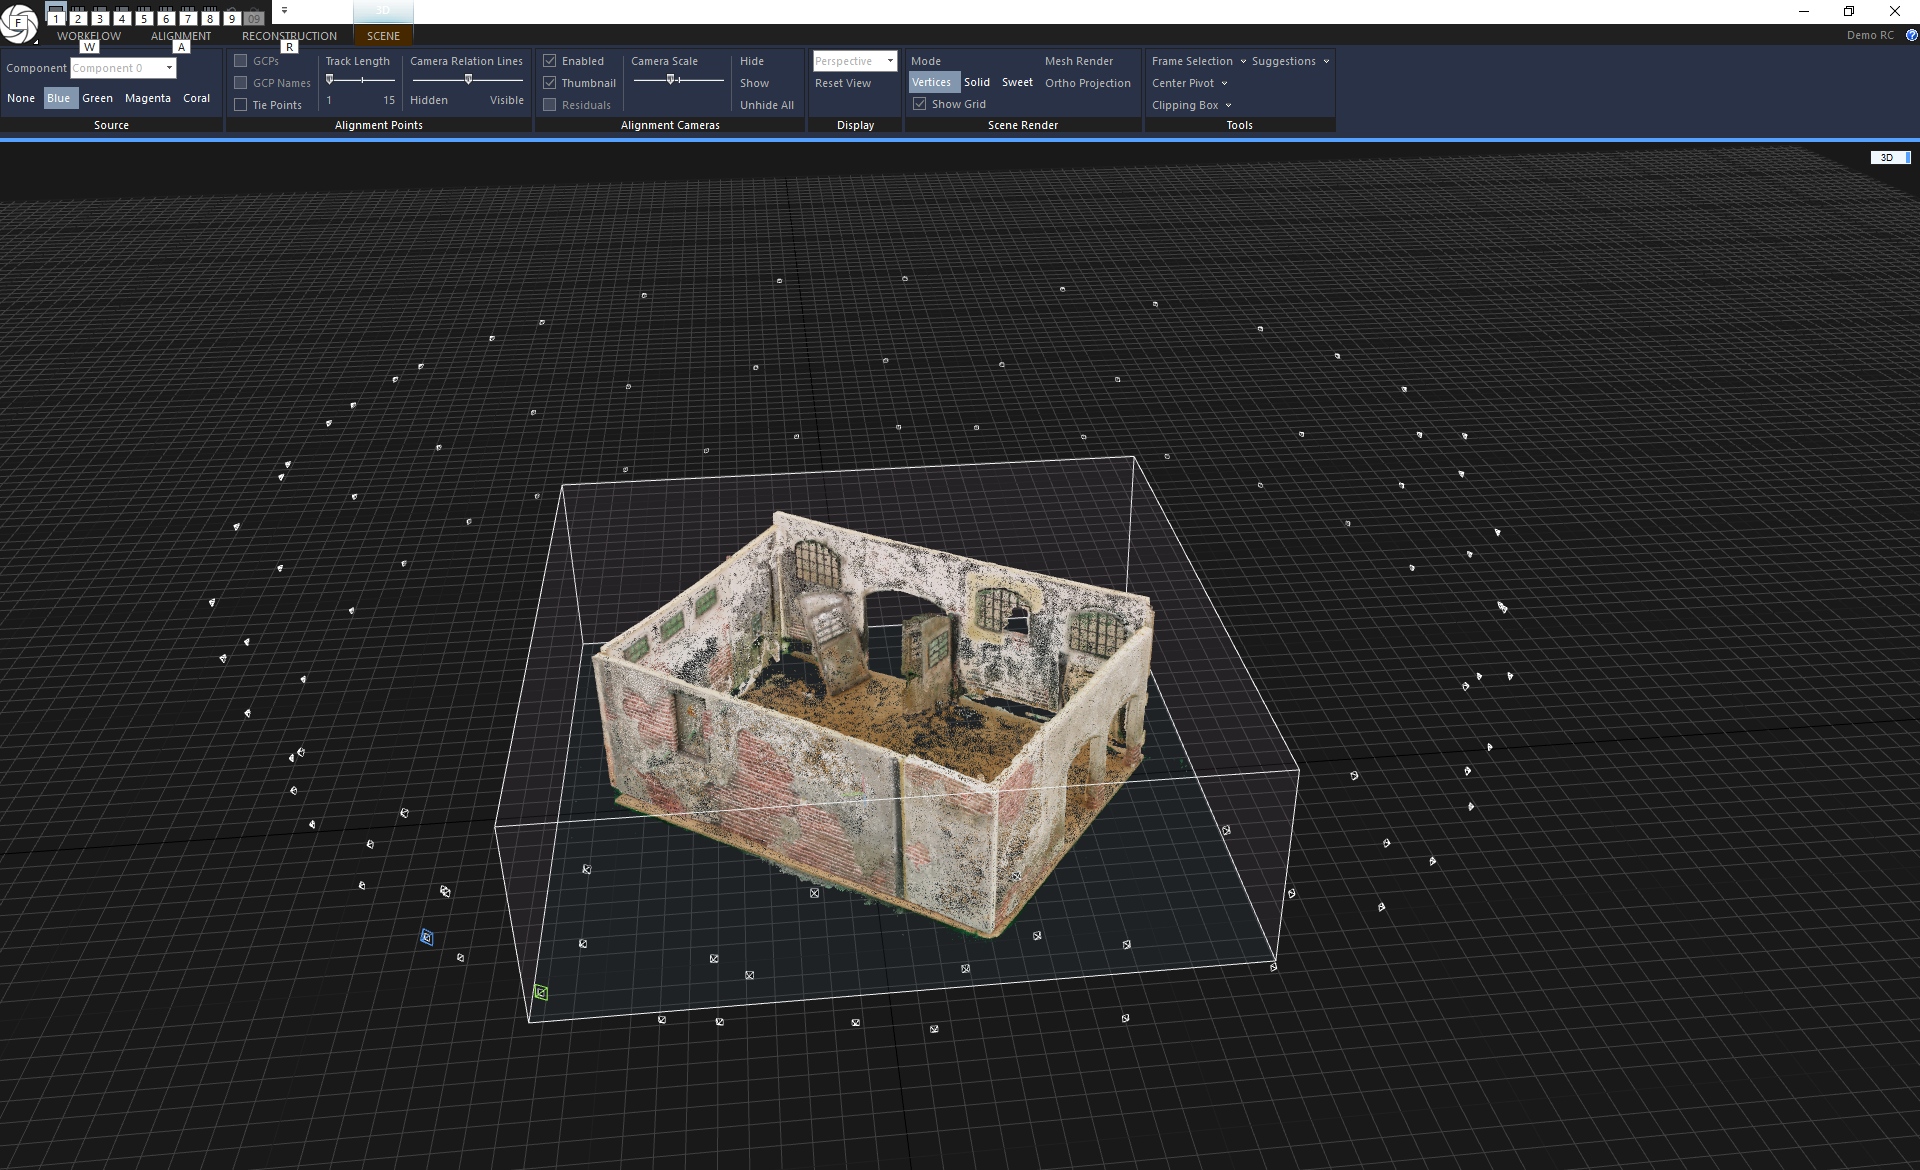 F
1 2 3 4 5 6 7 8 9 09
3D
WORKFLOW ALIGNMENT RECONSTRUCTION SCENE
W A R
Demo RC ?
Component Component 0
None Blue Green Magenta Coral
Source
GCPs
GCP Names
Tie Points
Track Length
1 15
Camera Relation Lines
Hidden Visible
Alignment Points
Enabled
Thumbnail
Residuals
Camera Scale
Hide
Show
Unhide All
Alignment Cameras
Perspective
Reset View
Display
Mode
Vertices Solid Sweet
Show Grid
Mesh Render
Ortho Projection
Scene Render
Frame Selection Suggestions
Center Pivot
Clipping Box
Tools
3D